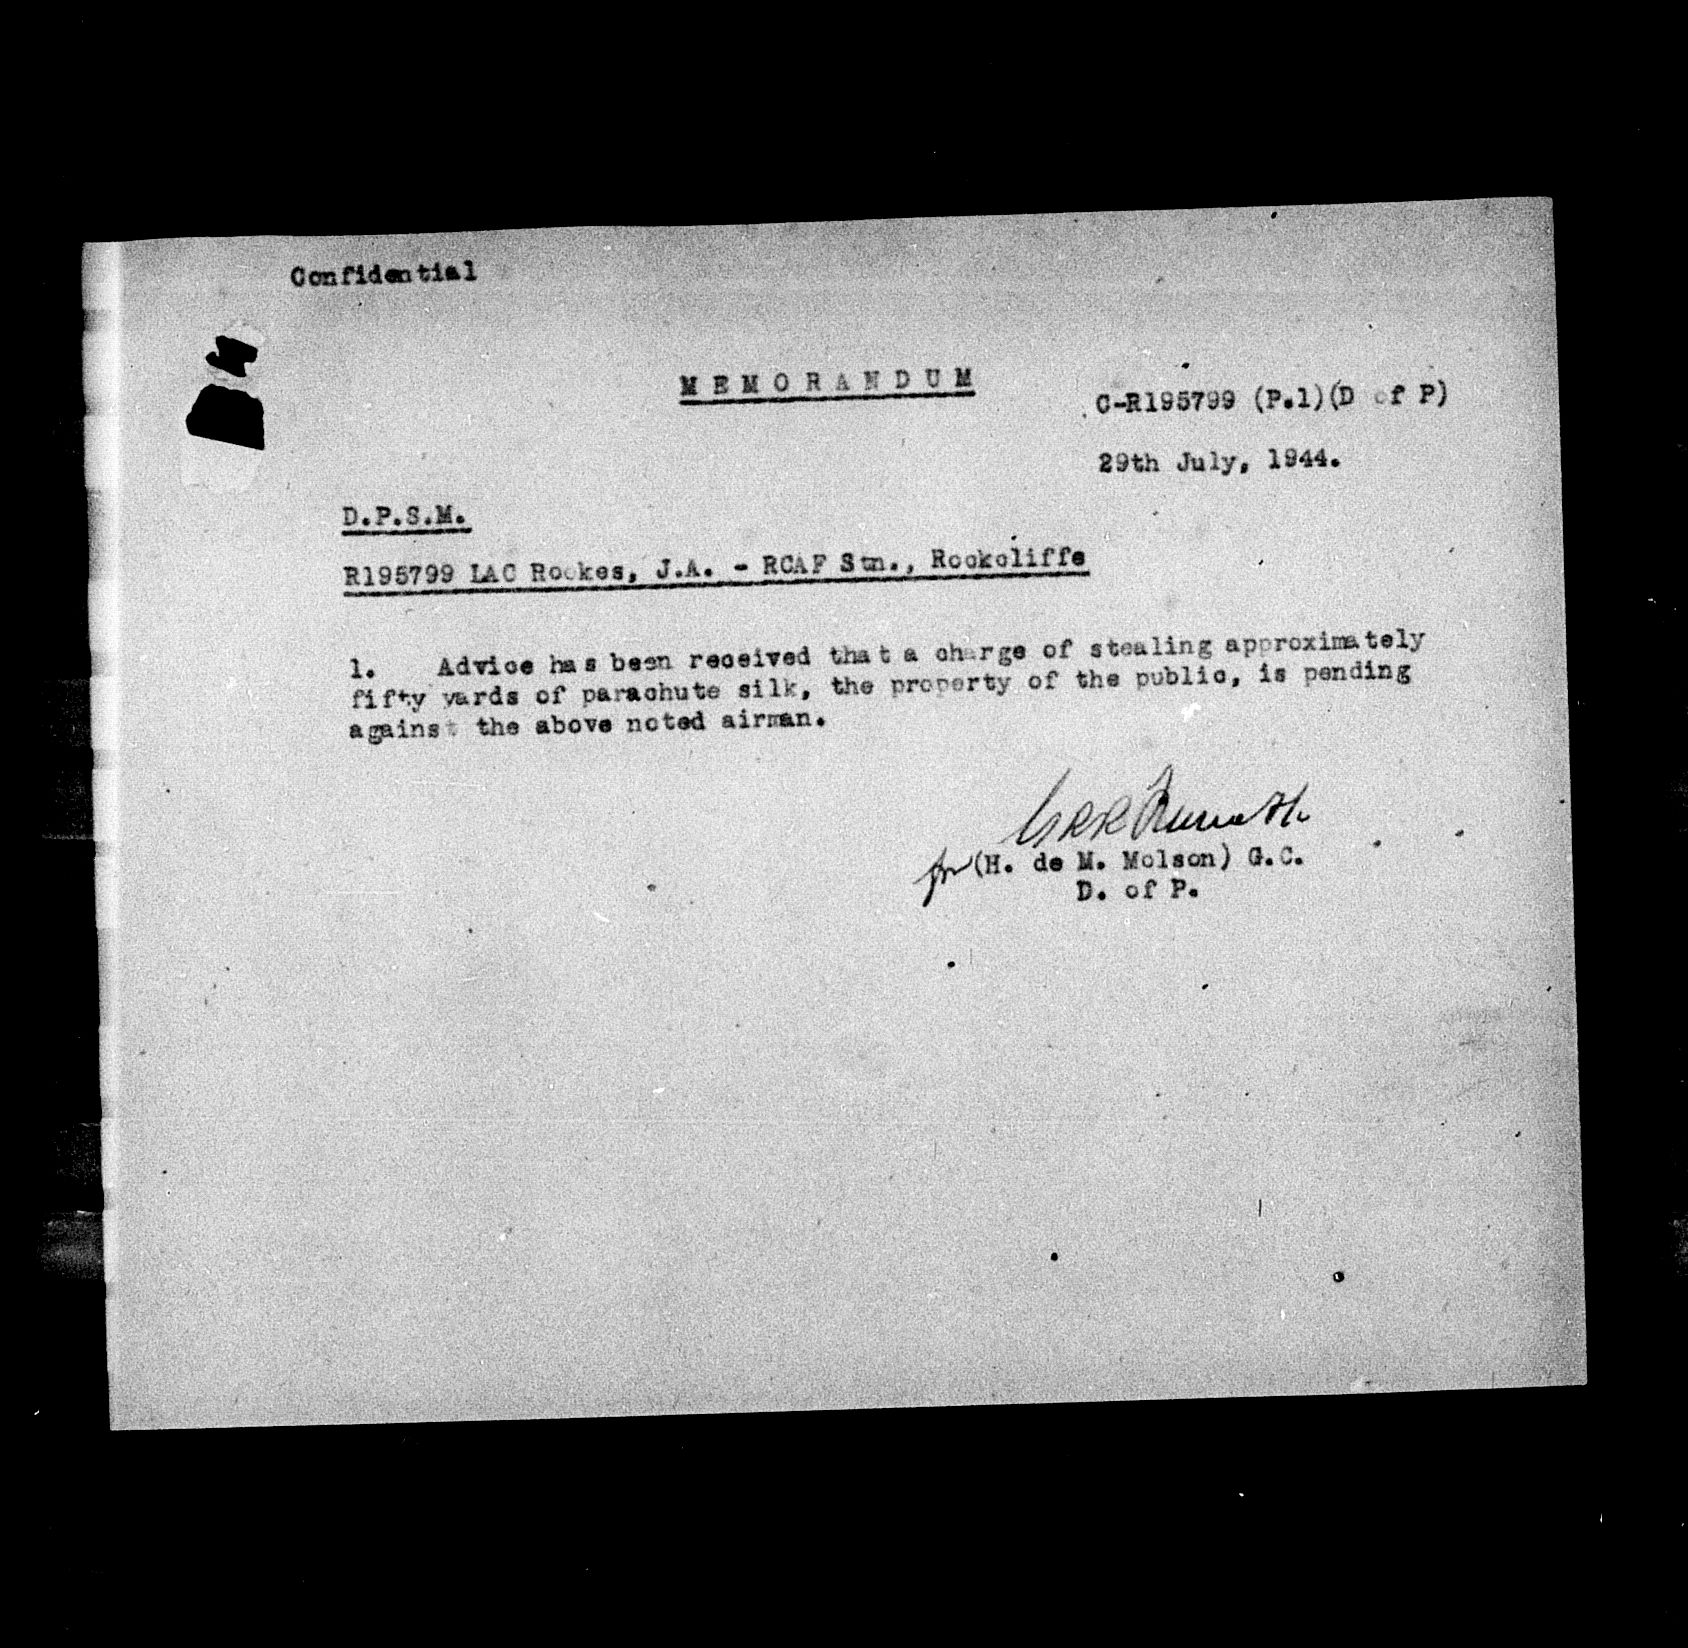 Confidential
MEMORANDUM
C-R195799 (P.1)(D of P)
29th July, 1944.
D.P.S.M.
R195799 LAC Rookes, J.A. - RCAF Stn., Rockcliffe
1. Advice has been received that a charge of stealing approximately
fifty yards of parachute silk, the property of the public, is pending
against the above noted airman.
for (H. de M. Molson) G.C.
D. of P.